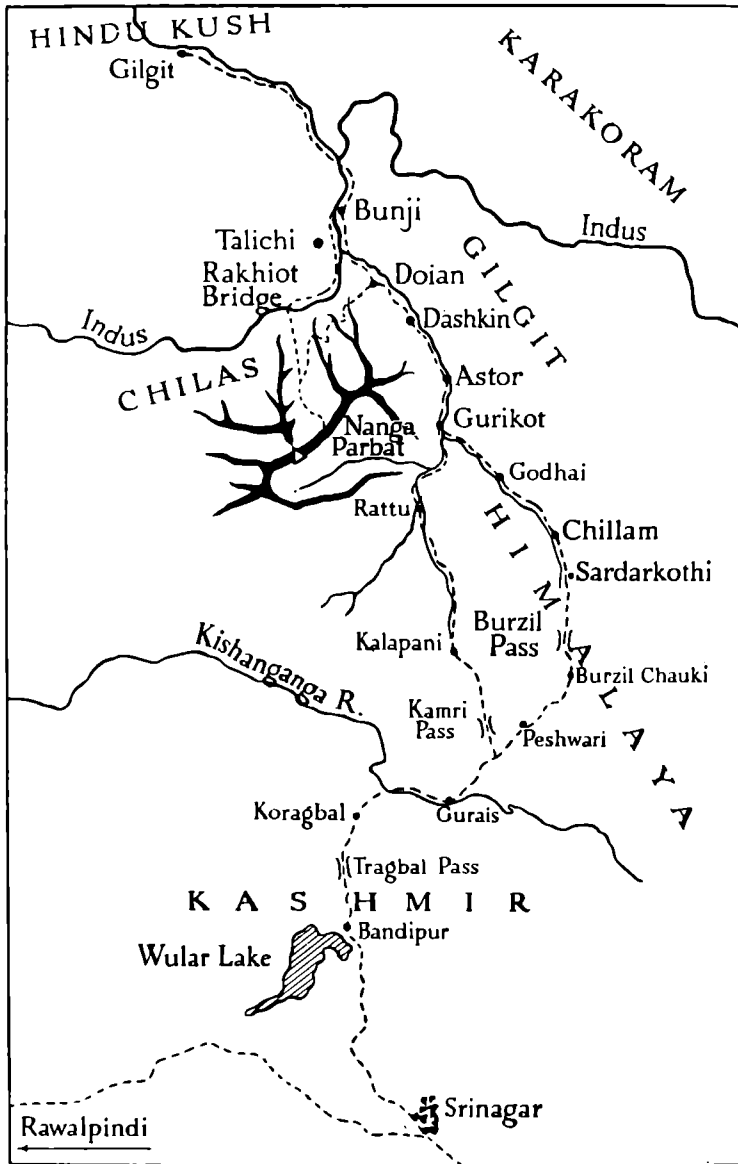 HINDU KUSH
Gilgit
KARAKORAM
Bunji
Indus
Talichi
GILGIT
Rakhiot
Bridge
Doian
Indus
Dashkin
CHILAS
Astor
Nanga
Parbat
Gurikot
Godhai
Rattu
HIMALAYA
Chillam
Sardarkothi
Kalapani
Burzil
Pass
Kishanganga R.
Burzil Chauki
Kamri
Pass
Peshwari
Koragbal
Gurais
Tragbal Pass
KASHMIR
Bandipur
Wular Lake
Srinagar
Rawalpindi